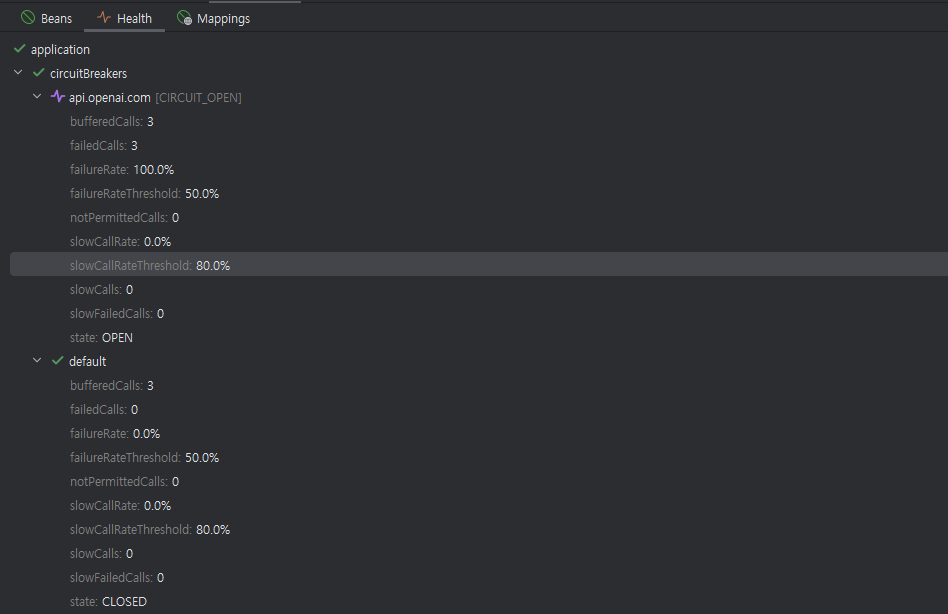 Beans Health Mappings
application
circuitBreakers
api.openai.com [CIRCUIT_OPEN]
bufferedCalls: 3
failedCalls: 3
failureRate: 100.0%
failureRateThreshold: 50.0%
notPermittedCalls: 0
slowCallRate: 0.0%
slowCallRateThreshold: 80.0%
slowCalls: 0
slowFailedCalls: 0
state: OPEN
default
bufferedCalls: 3
failedCalls: 0
failureRate: 0.0%
failureRateThreshold: 50.0%
notPermittedCalls: 0
slowCallRate: 0.0%
slowCallRateThreshold: 80.0%
slowCalls: 0
slowFailedCalls: 0
state: CLOSED